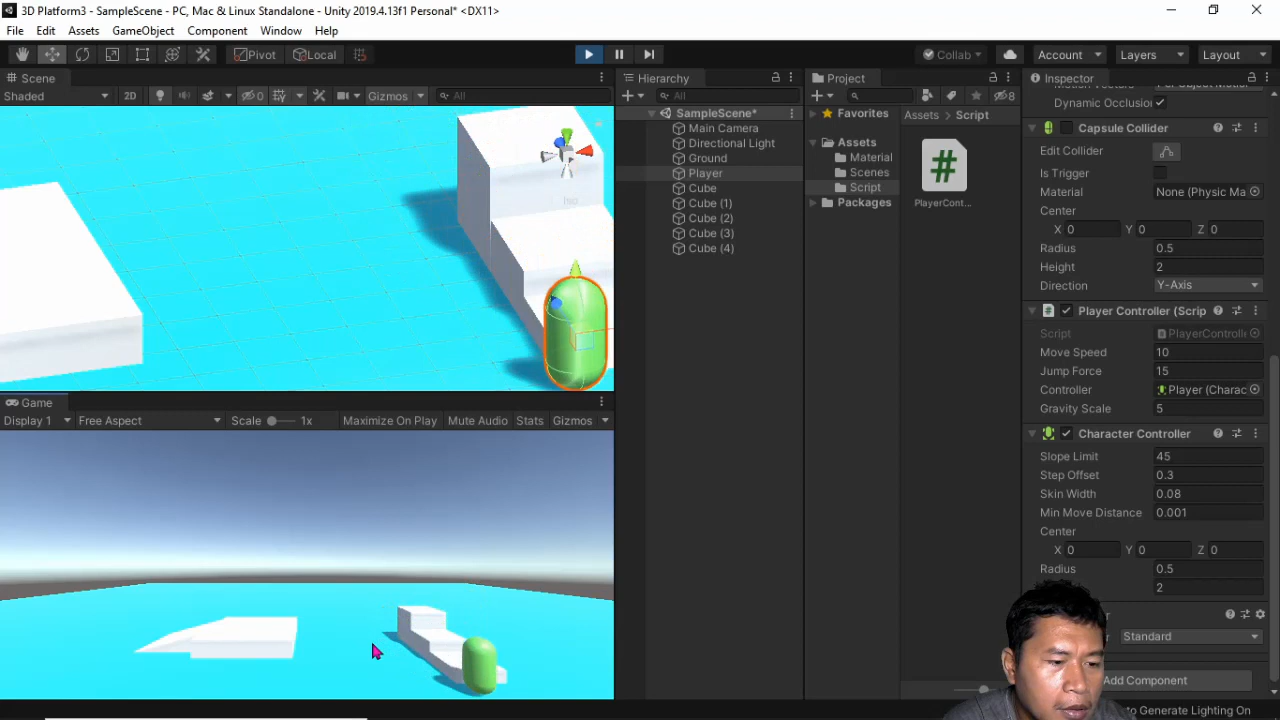 3D Platform3 - SampleScene - PC, Mac & Linux Standalone - Unity 2019.4.13f1 Personal* <DX11>
File Edit Assets GameObject Component Window Help
Pivot Local Collab Account Layers Layout
Scene
Shaded 2D 0 Gizmos All
Iso
Game
Display 1 Free Aspect Scale 1x Maximize On Play Mute Audio Stats Gizmos
Hierarchy
All
SampleScene*
Main Camera
Directional Light
Ground
Player
Cube
Cube (1)
Cube (2)
Cube (3)
Cube (4)
Project
8
Favorites
Assets
Material
Scenes
Script
Packages
Assets > Script
#
PlayerCont...
Inspector
Dynamic Occlusion
Capsule Collider
Edit Collider
Is Trigger
Material None (Physic Ma
Center
X 0 Y 0 Z 0
Radius 0.5
Height 2
Direction Y-Axis
Player Controller (Scrip
Script PlayerControlle
Move Speed 10
Jump Force 15
Controller Player (Charac
Gravity Scale 5
Character Controller
Slope Limit 45
Step Offset 0.3
Skin Width 0.08
Min Move Distance 0.001
Center
X 0 Y 0 Z 0
Radius 0.5
2
Standard
Add Component
to Generate Lighting On